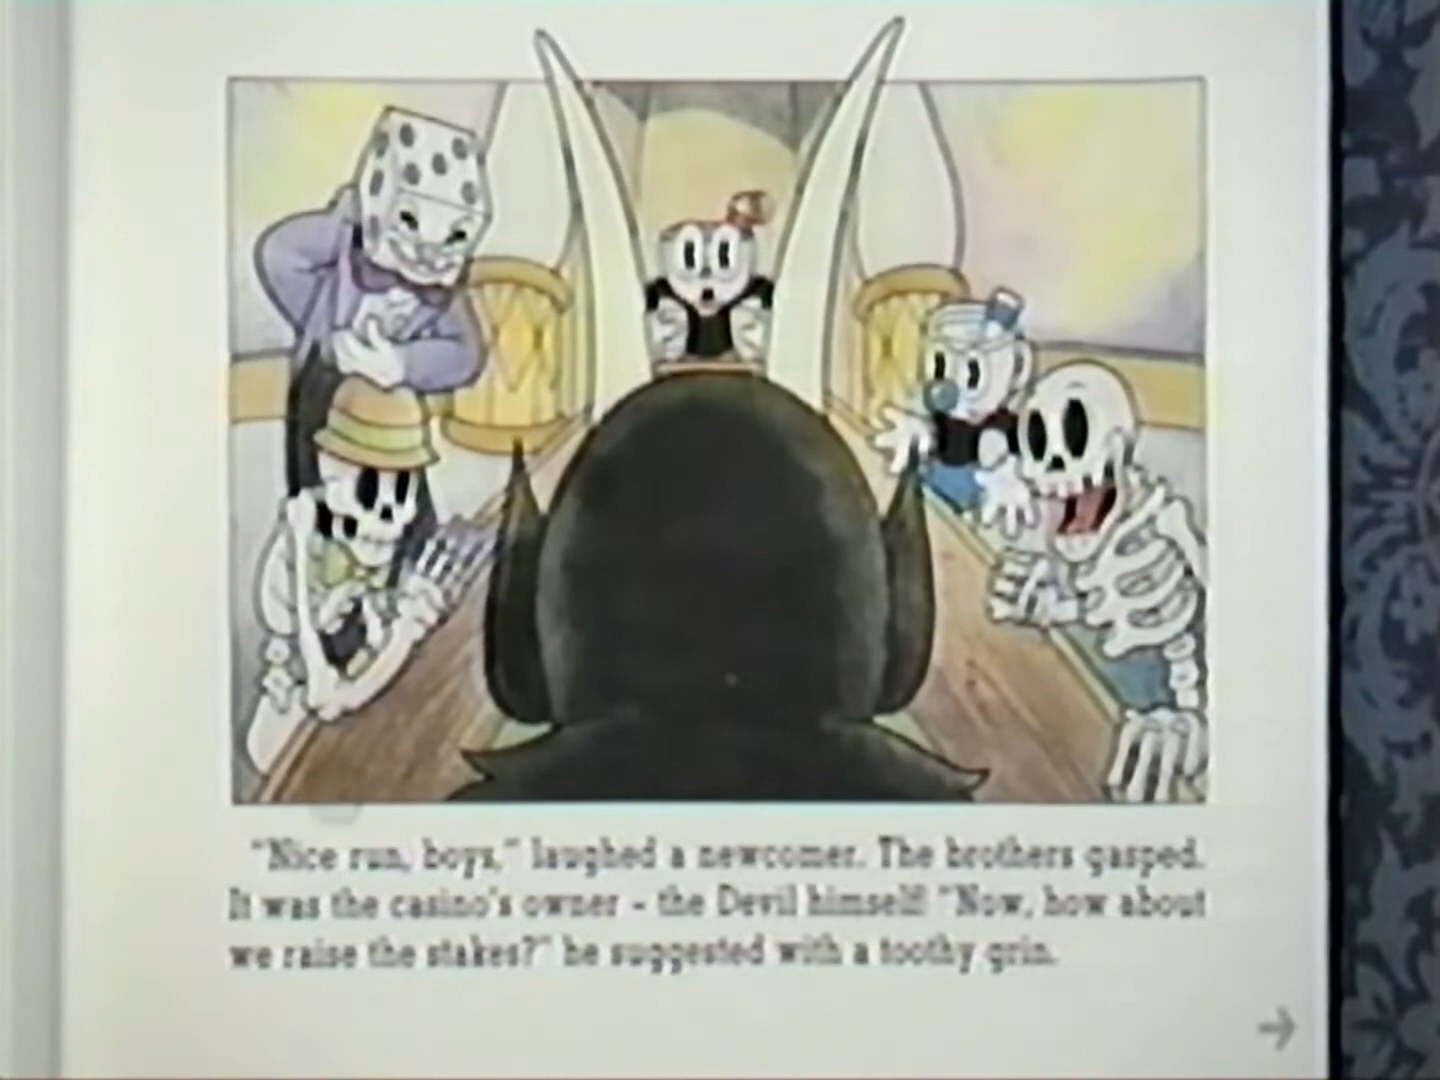 "Nice run, boys," laughed a newcomer. The brothers gasped.
It was the casino's owner – the Devil himself! "Now, how about
we raise the stakes?" he suggested with a toothy grin.